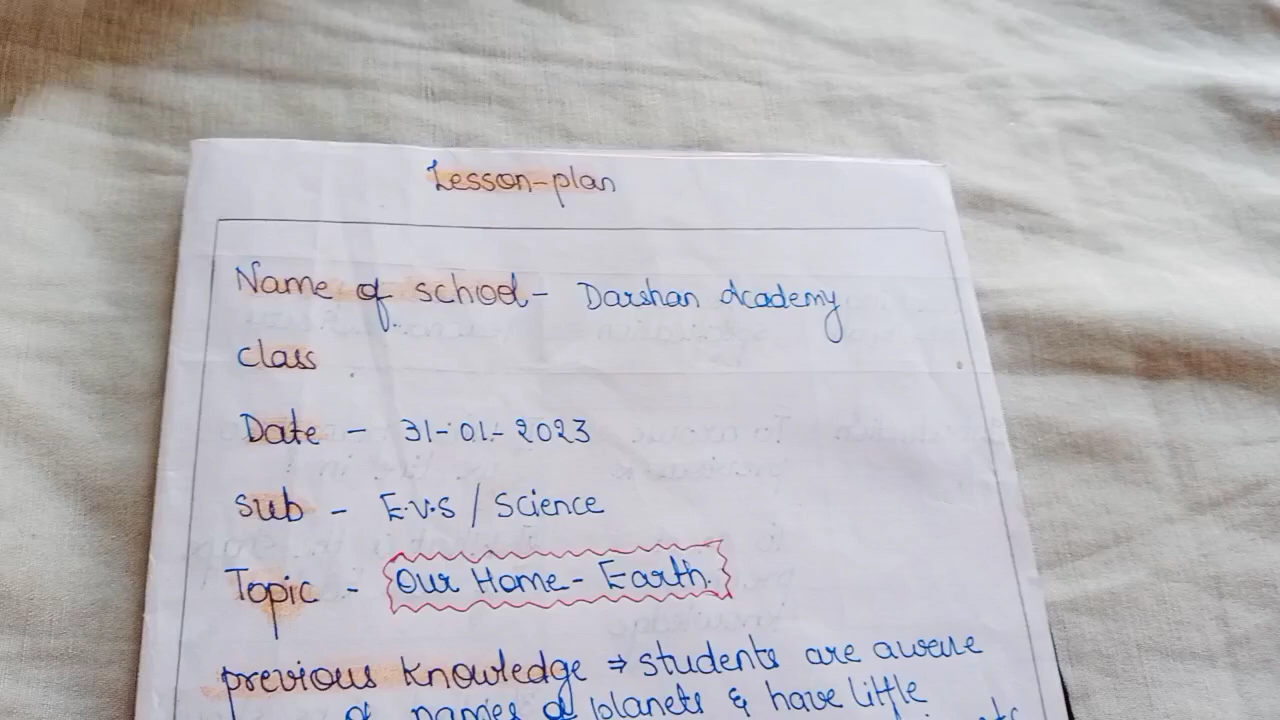 Lesson-plan
Name of school- Darshan Academy
class
Date - 31-01-2023
Sub - E.V.S / Science
Topic - Our Home - Earth.
previous knowledge ⇒ students are aware
of names of planets & have little